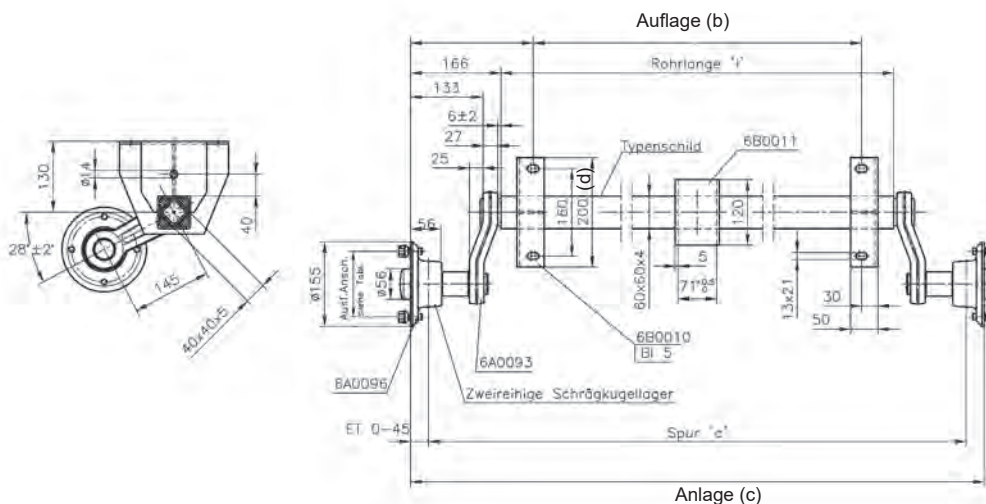 Auflage (b)
166
Rohrlänge 'l'
133
6±2
6B0011
27
Typenschild
25
130
ø14
(d)
40
160
200
120
56
28°±2°
145
ø155
ø56
Aufl.Ansch.
siehe Tab.
60x60x4
5
71
13x21
30
50
40x40x5
6B0010
Bl 5
6A0093
8A0096
Zweireihige Schrägkugellager
ET 0-45
Spur 'c'
Anlage (c)